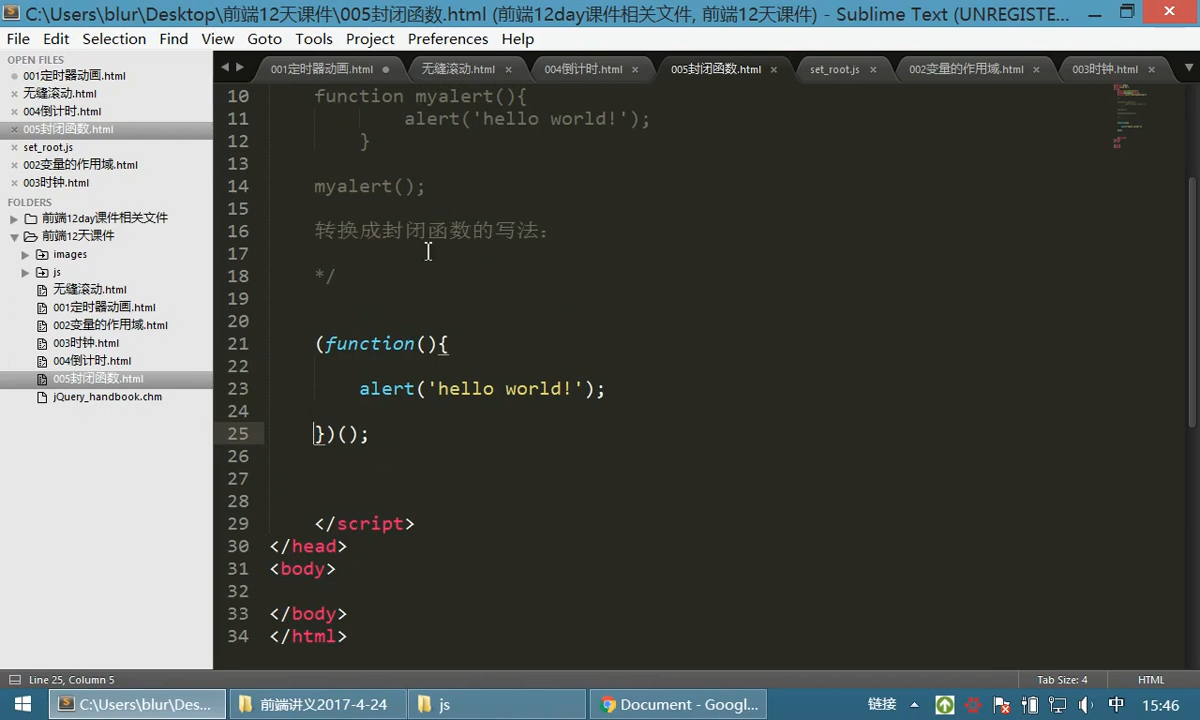 C:\Users\blur\Desktop\前端12天课件\005封闭函数.html (前端12day课件相关文件, 前端12天课件) - Sublime Text (UNREGISTE...
File Edit Selection Find View Goto Tools Project Preferences Help
OPEN FILES
001定时器动画.html
无缝滚动.html
004倒计时.html
005封闭函数.html
set_root.js
002变量的作用域.html
003时钟.html
FOLDERS
前端12day课件相关文件
前端12天课件
images
js
无缝滚动.html
001定时器动画.html
002变量的作用域.html
003时钟.html
004倒计时.html
005封闭函数.html
jQuery_handbook.chm
001定时器动画.html 无缝滚动.html 004倒计时.html 005封闭函数.html set_root.js 002变量的作用域.html 003时钟.html
10 function myalert(){
11 alert('hello world!');
12 }
13
14 myalert();
15
16 转换成封闭函数的写法：
17
18 */
19
20
21 (function(){
22
23 alert('hello world!');
24
25 })();
26
27
28
29 </script>
30 </head>
31 <body>
32
33 </body>
34 </html>
Line 25, Column 5 Tab Size: 4 HTML
C:\Users\blur\Des... 前端讲义2017-4-24 js Document - Googl... 链接 中 15:46